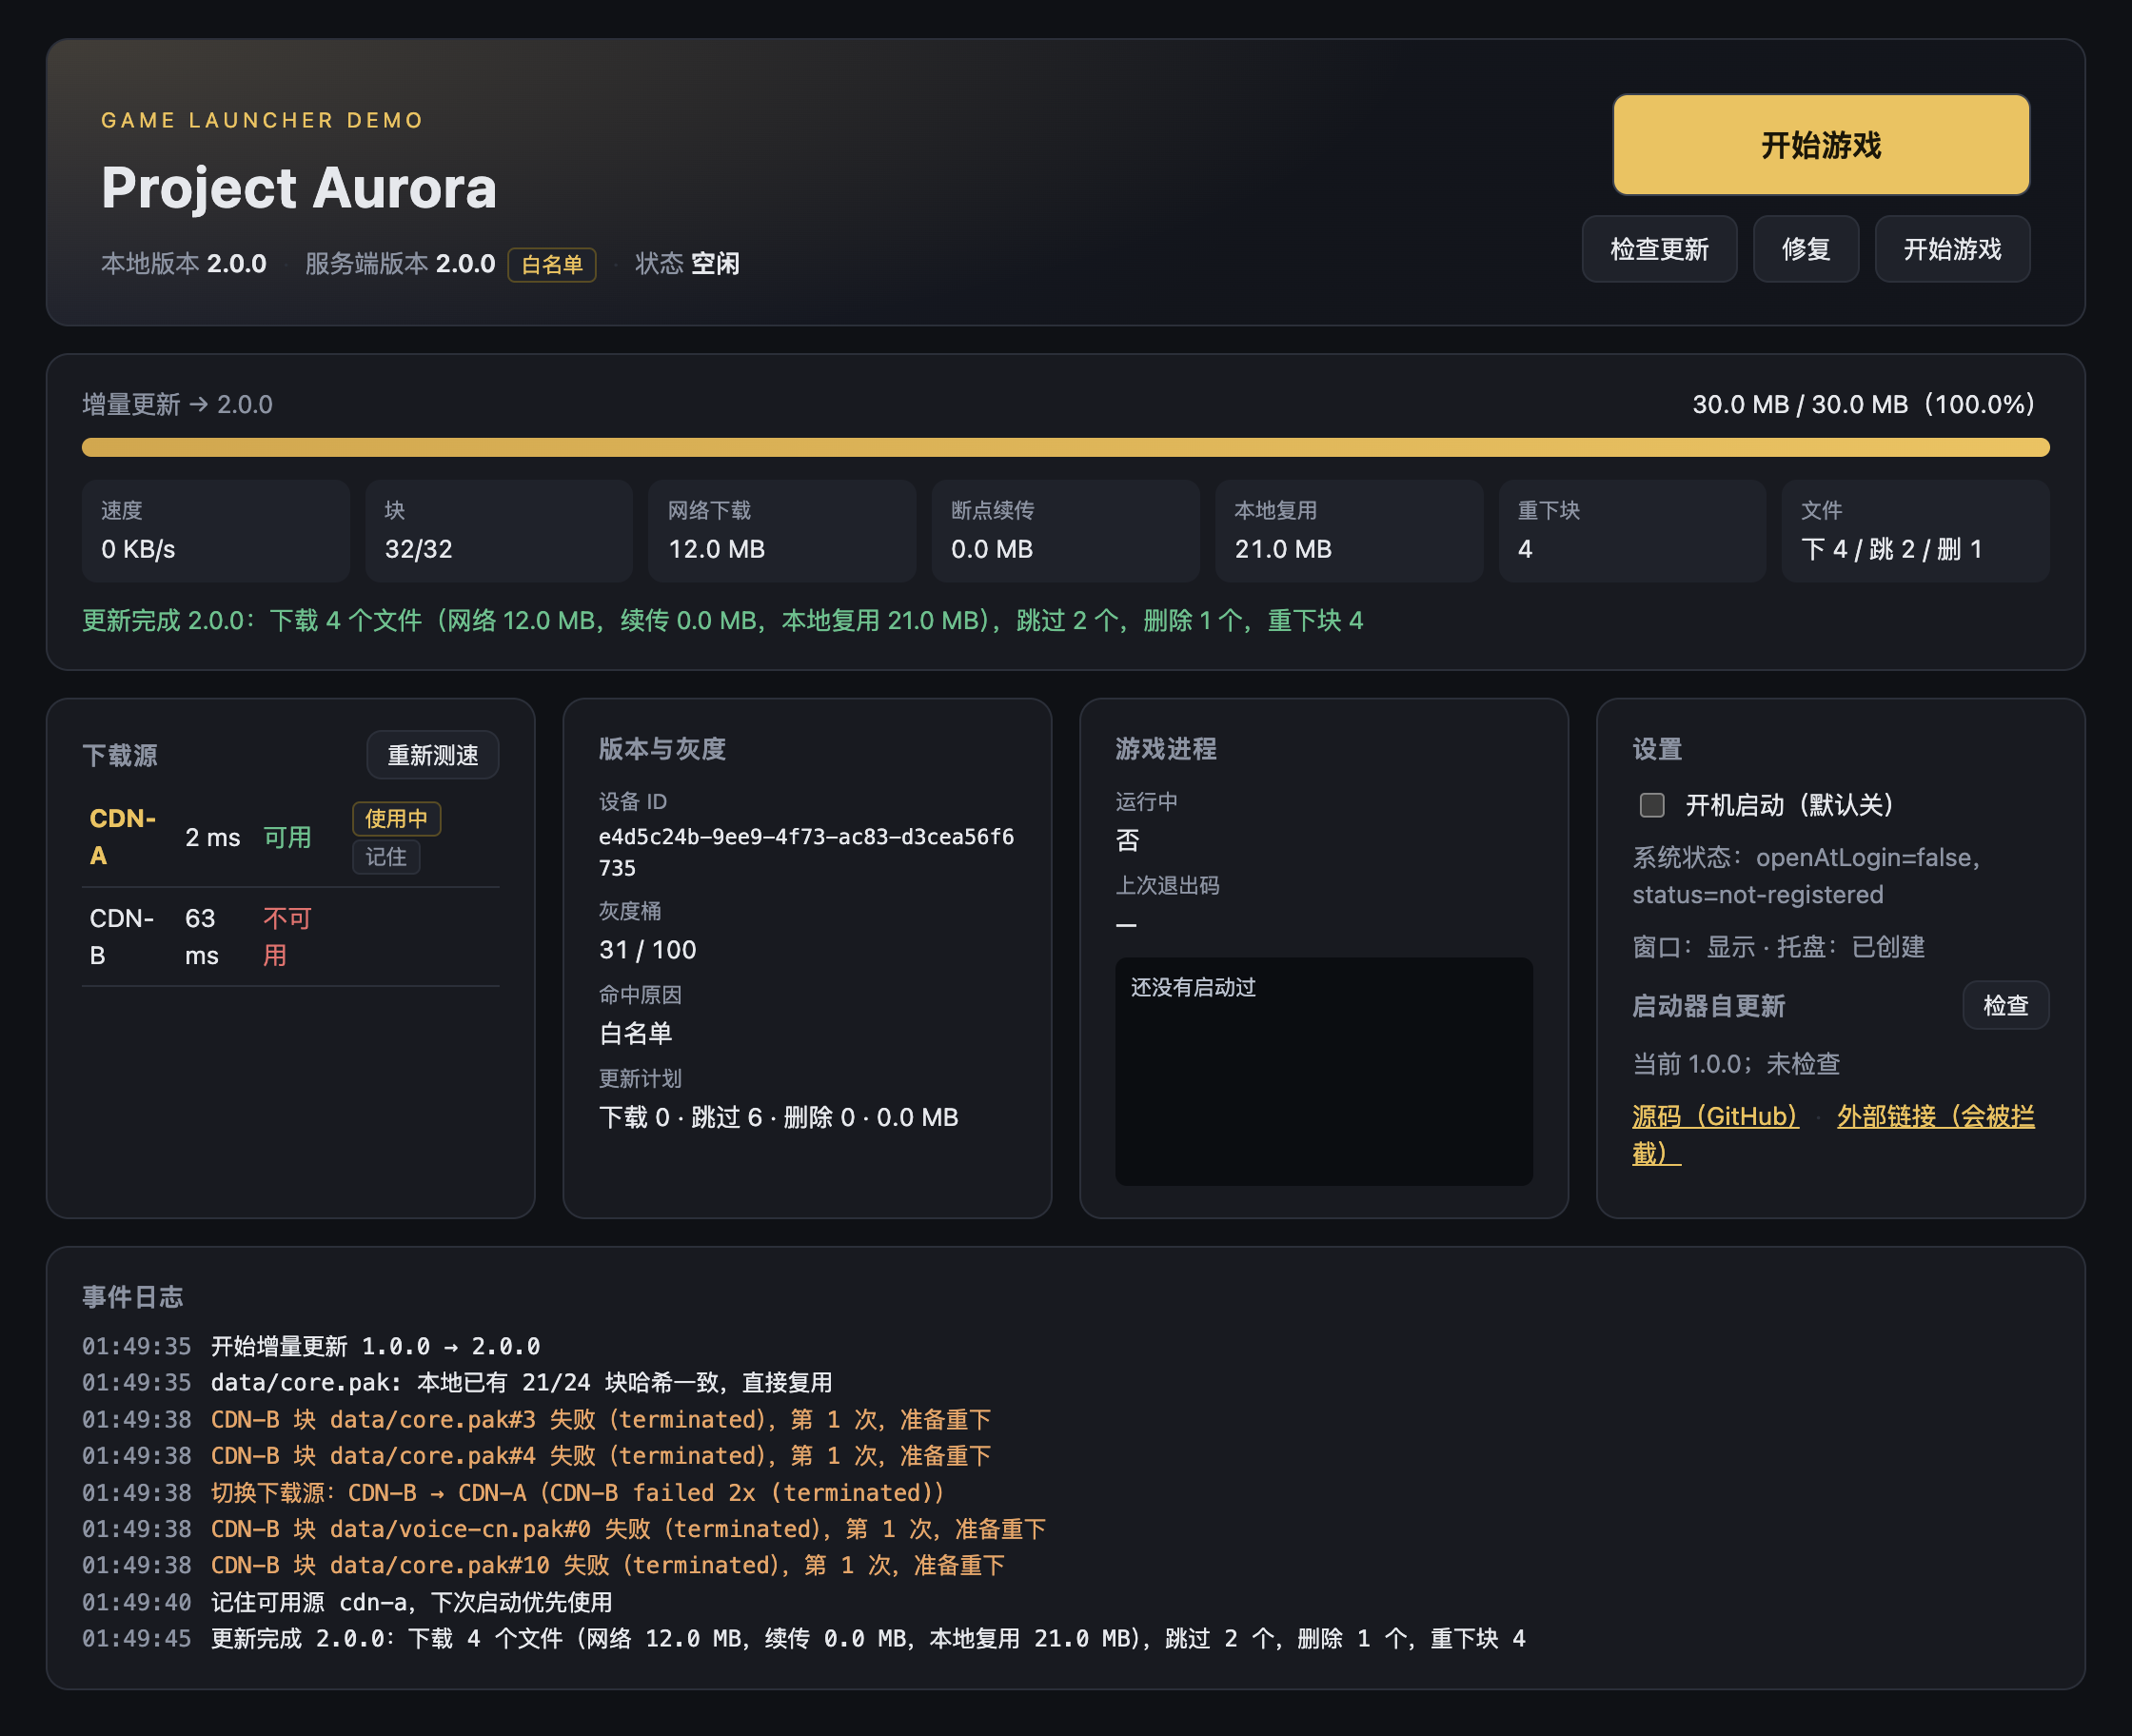 GAME LAUNCHER DEMO
Project Aurora
本地版本 2.0.0 · 服务端版本 2.0.0 白名单 · 状态 空闲
开始游戏
检查更新 修复 开始游戏
增量更新 → 2.0.0 30.0 MB / 30.0 MB（100.0%）
速度 块 网络下载 断点续传 本地复用 重下块 文件
0 KB/s 32/32 12.0 MB 0.0 MB 21.0 MB 4 下 4 / 跳 2 / 删 1
更新完成 2.0.0：下载 4 个文件（网络 12.0 MB，续传 0.0 MB，本地复用 21.0 MB），跳过 2 个，删除 1 个，重下块 4
下载源 重新测速
CDN-
A
2 ms 可用 使用中
记住
CDN-
B
63
ms
不可
用
版本与灰度
设备 ID
e4d5c24b-9ee9-4f73-ac83-d3cea56f6
735
灰度桶
31 / 100
命中原因
白名单
更新计划
下载 0 · 跳过 6 · 删除 0 · 0.0 MB
游戏进程
运行中
否
上次退出码
—
还没有启动过
设置
开机启动（默认关）
系统状态：openAtLogin=false，
status=not-registered
窗口：显示 · 托盘：已创建
启动器自更新 检查
当前 1.0.0；未检查
源码（GitHub） · 外部链接（会被拦
截）
事件日志
01:49:35 开始增量更新 1.0.0 → 2.0.0
01:49:35 data/core.pak: 本地已有 21/24 块哈希一致，直接复用
01:49:38 CDN-B 块 data/core.pak#3 失败（terminated），第 1 次，准备重下
01:49:38 CDN-B 块 data/core.pak#4 失败（terminated），第 1 次，准备重下
01:49:38 切换下载源：CDN-B → CDN-A（CDN-B failed 2x (terminated)）
01:49:38 CDN-B 块 data/voice-cn.pak#0 失败（terminated），第 1 次，准备重下
01:49:38 CDN-B 块 data/core.pak#10 失败（terminated），第 1 次，准备重下
01:49:40 记住可用源 cdn-a，下次启动优先使用
01:49:45 更新完成 2.0.0：下载 4 个文件（网络 12.0 MB，续传 0.0 MB，本地复用 21.0 MB），跳过 2 个，删除 1 个，重下块 4